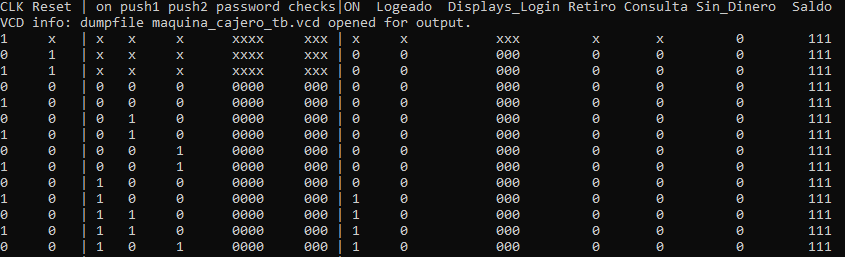 CLK Reset | on push1 push2 password checks|ON Logeado Displays_Login Retiro Consulta Sin_Dinero Saldo
VCD info: dumpfile maquina_cajero_tb.vcd opened for output.
1 x | x x x xxxx xxx | x x xxx x x 0 111
0 1 | x x x xxxx xxx | 0 0 000 0 0 0 111
1 1 | x x x xxxx xxx | 0 0 000 0 0 0 111
0 0 | 0 0 0 0000 000 | 0 0 000 0 0 0 111
1 0 | 0 0 0 0000 000 | 0 0 000 0 0 0 111
0 0 | 0 1 0 0000 000 | 0 0 000 0 0 0 111
1 0 | 0 1 0 0000 000 | 0 0 000 0 0 0 111
0 0 | 0 0 1 0000 000 | 0 0 000 0 0 0 111
1 0 | 0 0 1 0000 000 | 0 0 000 0 0 0 111
0 0 | 1 0 0 0000 000 | 0 0 000 0 0 0 111
1 0 | 1 0 0 0000 000 | 1 0 000 0 0 0 111
0 0 | 1 1 0 0000 000 | 1 0 000 0 0 0 111
1 0 | 1 1 0 0000 000 | 1 0 000 0 0 0 111
0 0 | 1 0 1 0000 000 | 1 0 000 0 0 0 111